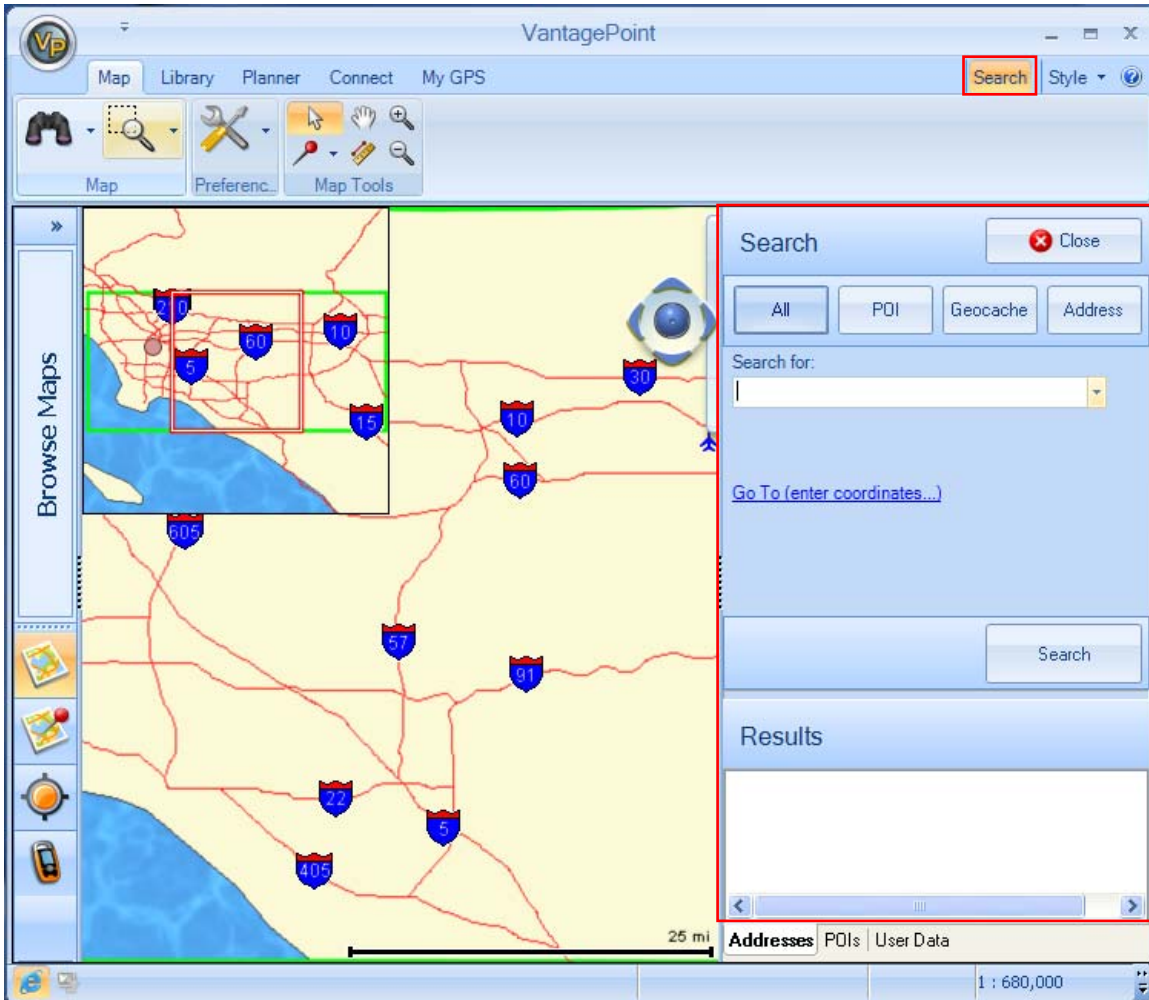 VantagePoint
VP
Map Library Planner Connect My GPS Search Style
Map Preferenc... Map Tools
»
Browse Maps
210
60
10
5
15
30
10
60
605
57
91
22
5
405
25 mi
Search
Close
All POI Geocache Address
Search for:
Go To (enter coordinates...)
Search
Results
Addresses POIs User Data
1 : 680,000